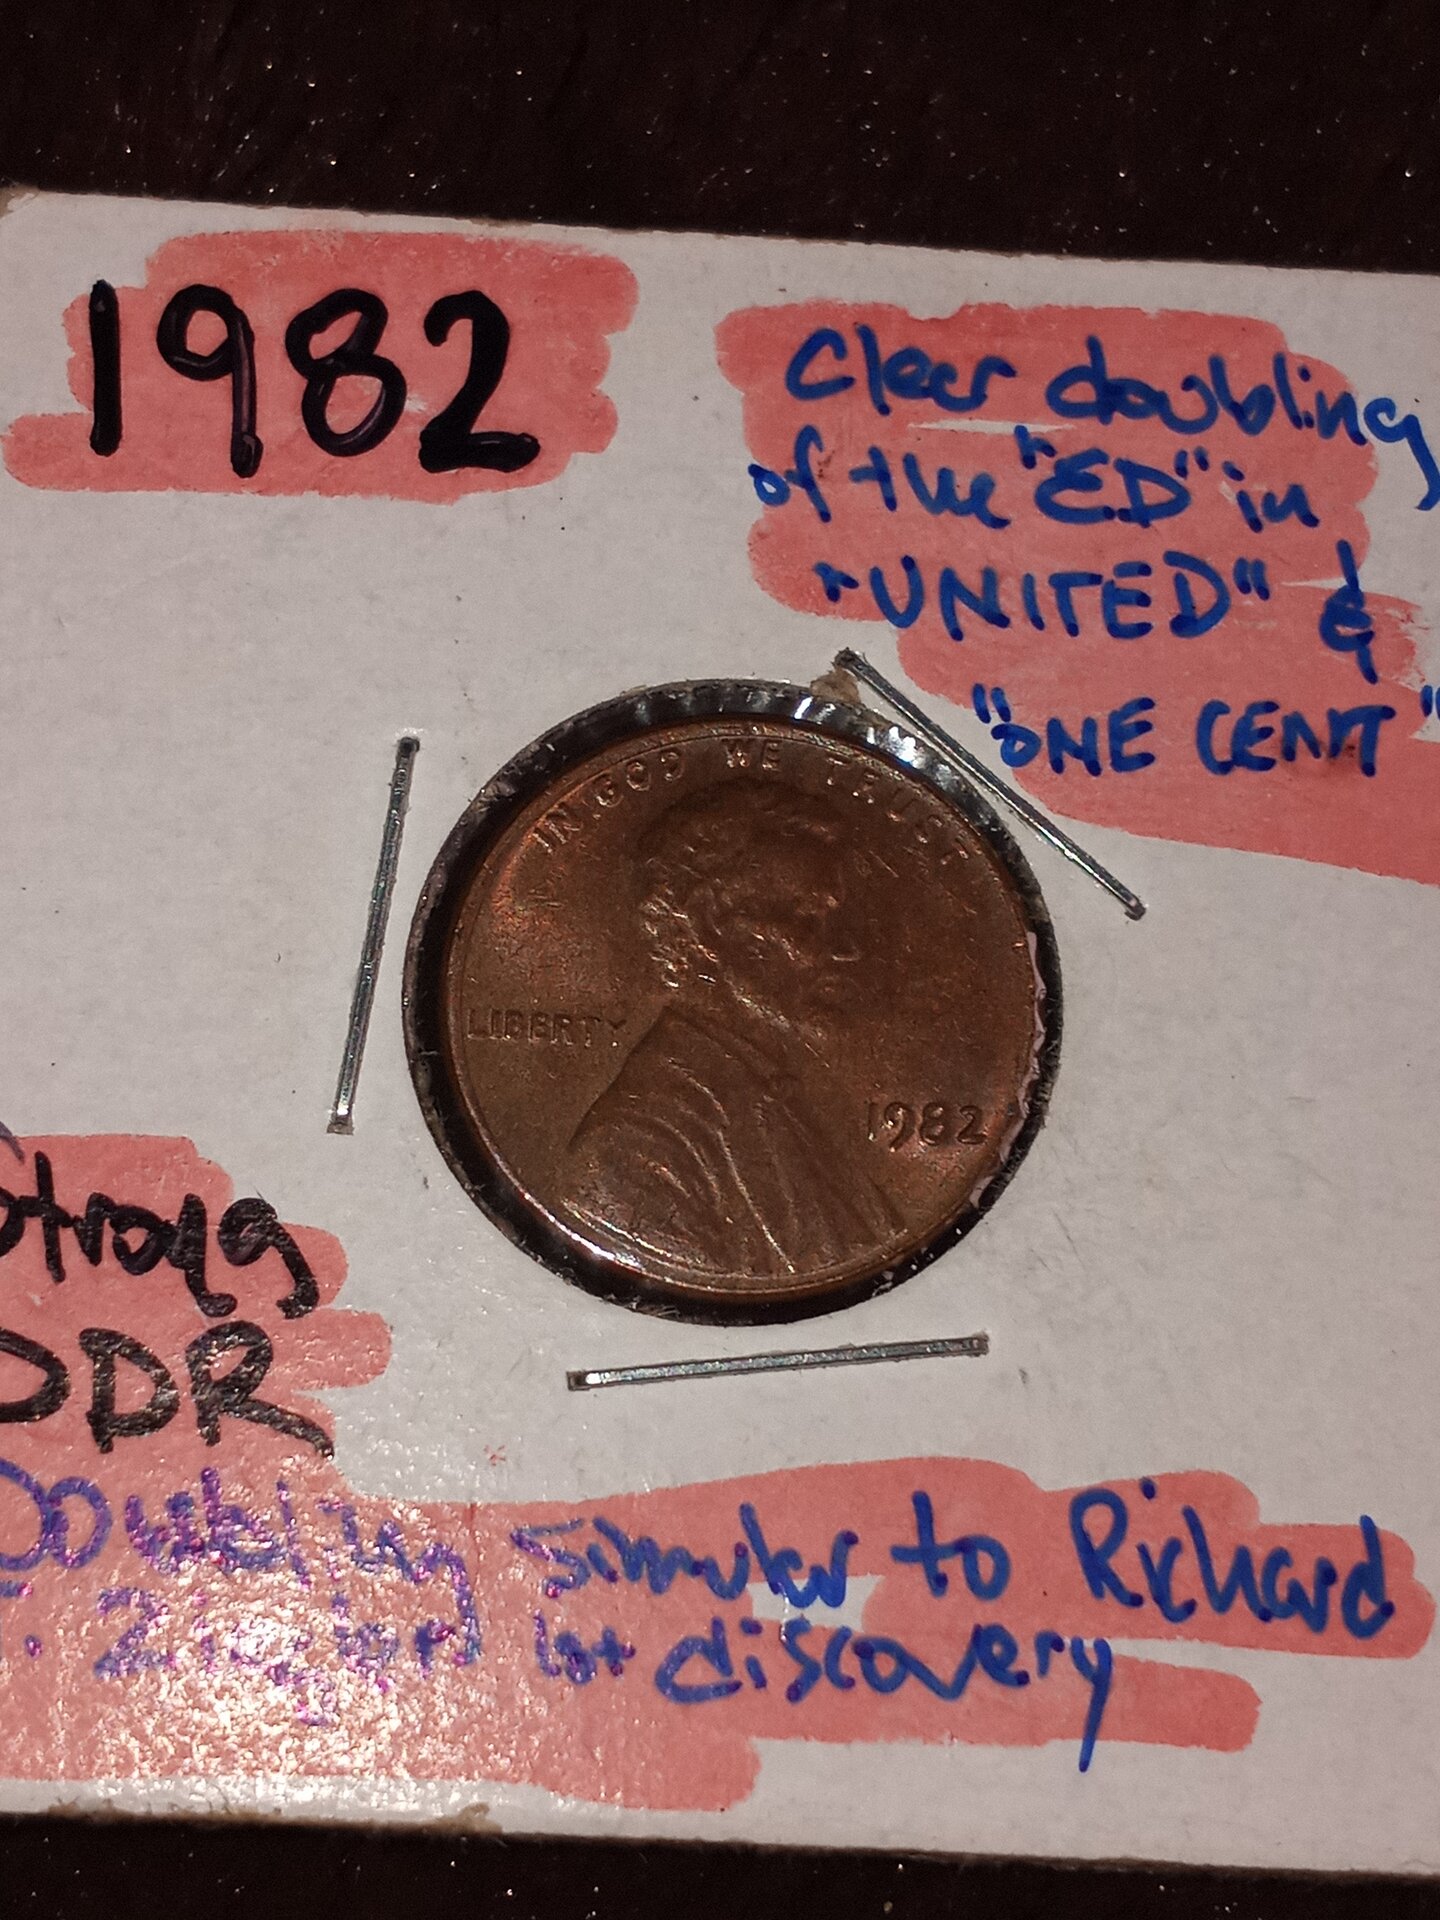 1982
Clear doubling
of the "ED" in
"UNITED" &
"ONE CENT"
IN GOD WE TRUST
LIBERTY
1982
Strong
DDR
Doubling similar to Richard
1st discovery